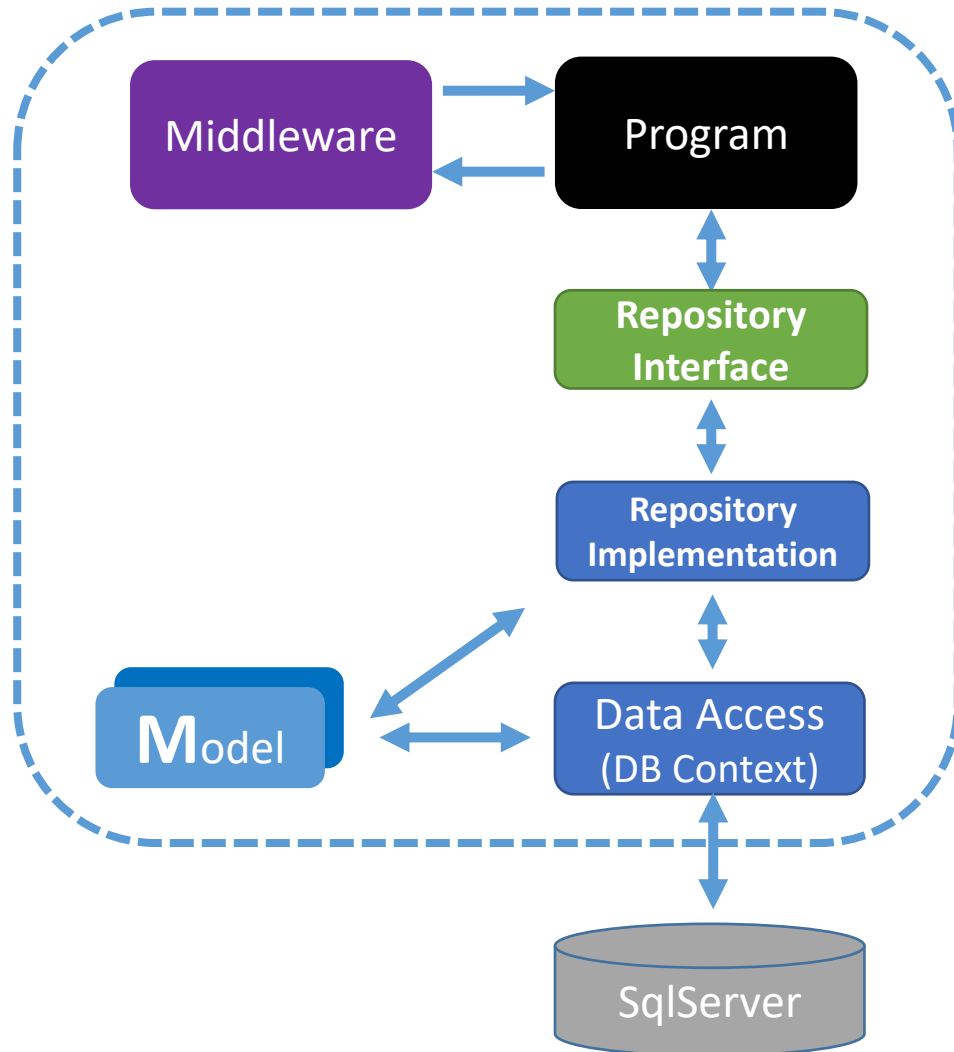 Middleware
Program
Repository
Interface
Repository
Implementation
Model
Data Access
(DB Context)
SqlServer